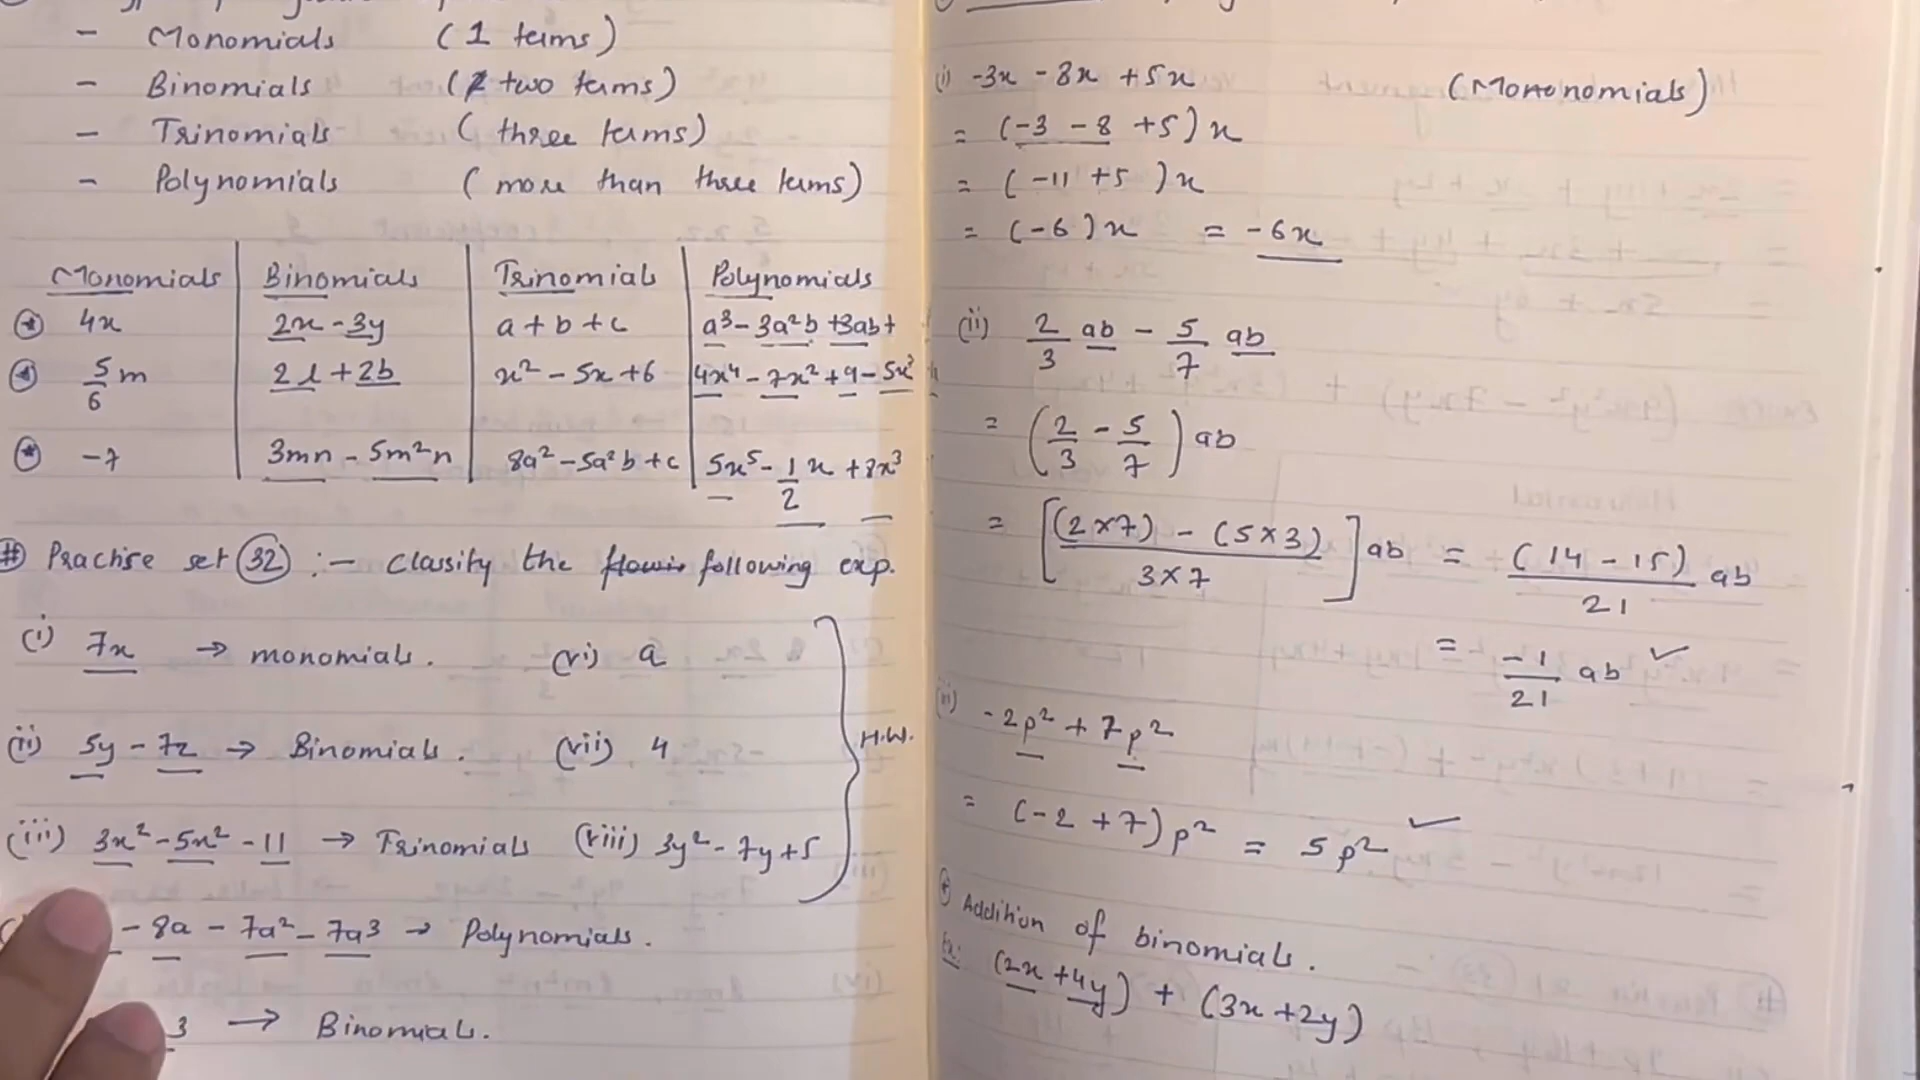 - Monomials (1 terms)
- Binomials (two terms)
- Trinomials (three terms)
- Polynomials (more than three terms)
Monomials | Binomials | Trinomial | Polynomials
4x | 2x - 3y | a + b + c | a³ - 3a²b + 3ab +
5/6 m | 2l + 2b | x² - 5x + 6 | 4x⁴ - 7x² + 9 - 5x³
-7 | 3mn - 5m²n | 8a² - 5a²b + c | 5x⁵ - 1/2 x + 8x³
# Practise set (32) :- Classify the following exp.
(i) 7x → monomials. (vi) a
(ii) 5y - 7z → Binomials. (vii) 4
H.W.
(iii) 3x² - 5x² - 11 → Trinomials (viii) 3y² - 7y + 5
- 8a - 7a² - 7a³ → Polynomials.
3 → Binomials.
(i) -3x - 8x + 5x (Monomials)
= (-3 - 8 + 5) x
= (-11 + 5) x
= (-6) x = -6x
(ii) 2/3 ab - 5/7 ab
= (2/3 - 5/7) ab
= [(2×7) - (5×3) / 3×7] ab = (14 - 15)/21 ab
= -1/21 ab ✓
(iii) -2p² + 7p²
= (-2 + 7) p² = 5p² ✓
Addition of binomials.
Ex: (2x + 4y) + (3x + 2y)